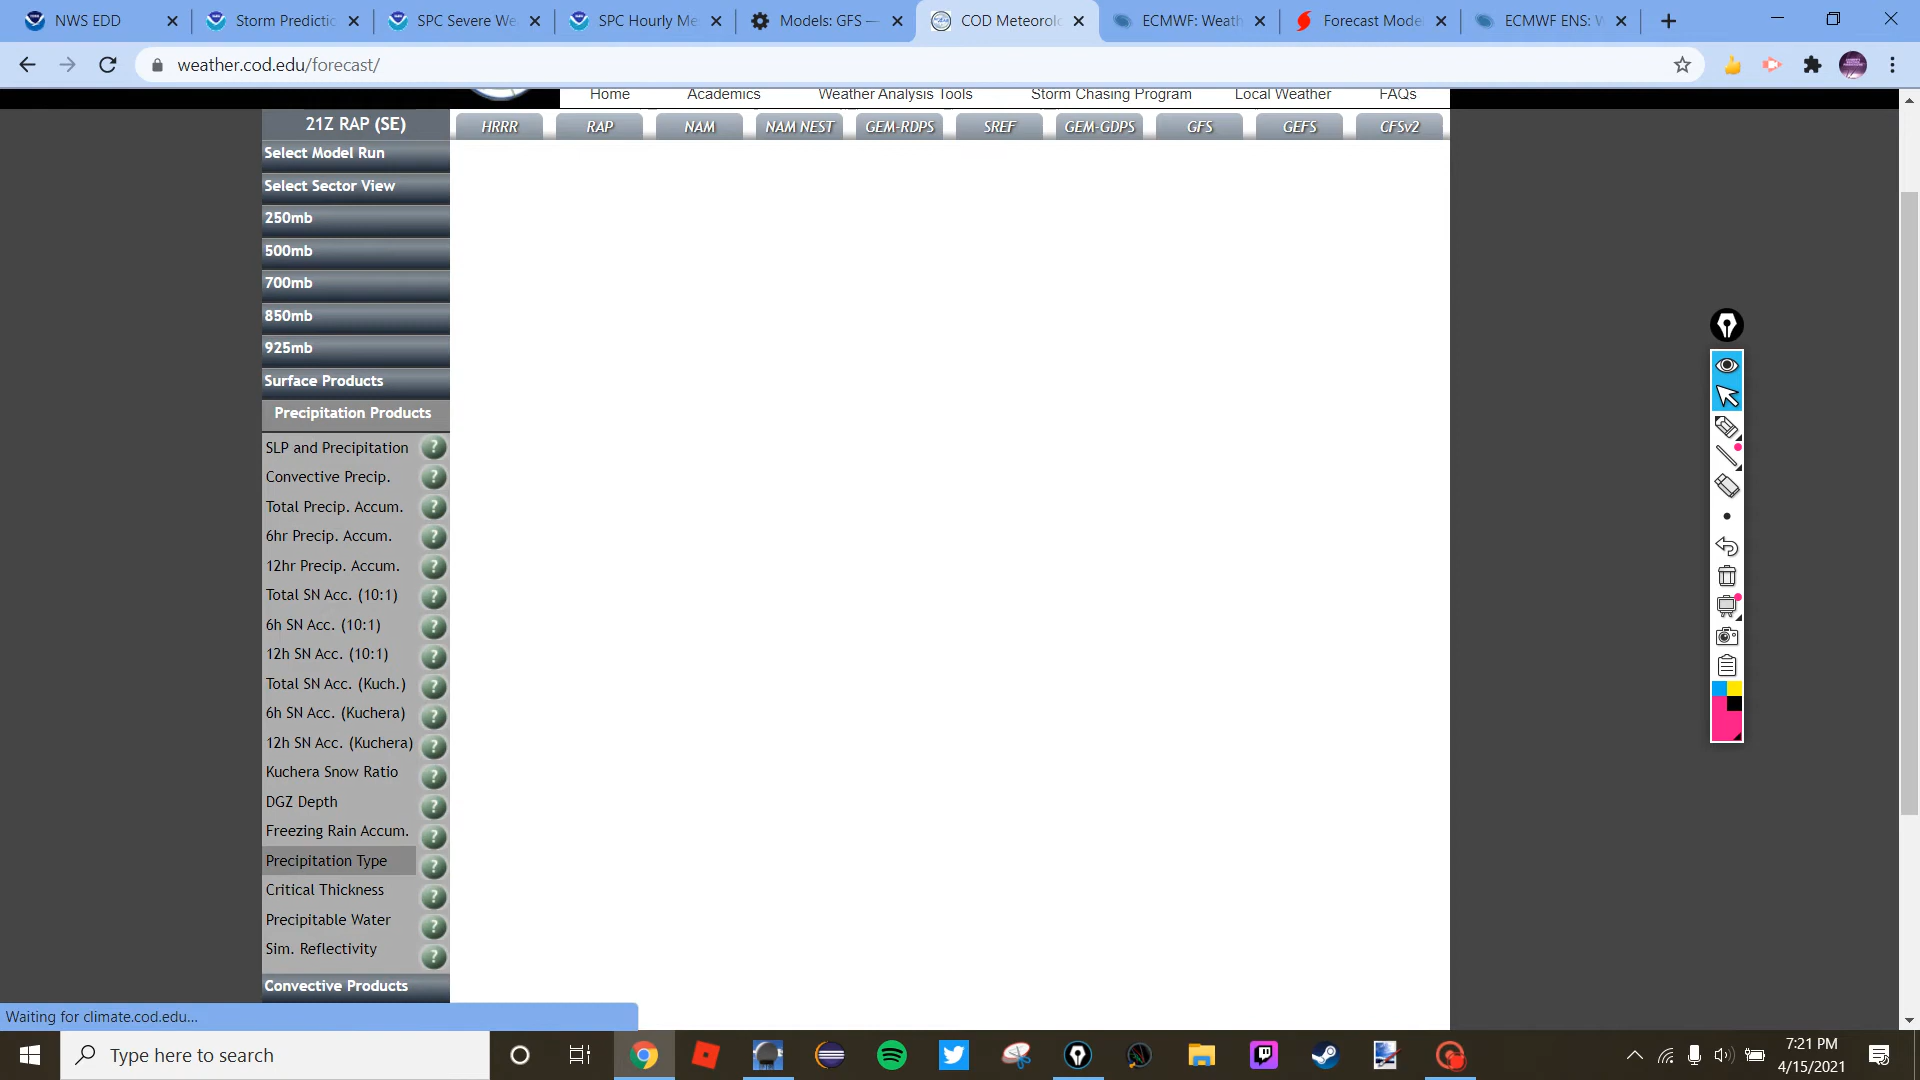 NWS EDD
Storm Predictic
SPC Severe We
SPC Hourly Me
Models: GFS —
COD Meteorolo
ECMWF: Weath
Forecast Mode
ECMWF ENS: W
weather.cod.edu/forecast/
Home
Academics
Weather Analysis Tools
Storm Chasing Program
Local Weather
FAQs
21Z RAP (SE)
HRRR
RAP
NAM
NAM NEST
GEM-RDPS
SREF
GEM-GDPS
GFS
GEFS
CFSv2
Select Model Run
Select Sector View
250mb
500mb
700mb
850mb
925mb
Surface Products
Precipitation Products
SLP and Precipitation ?
Convective Precip. ?
Total Precip. Accum. ?
6hr Precip. Accum. ?
12hr Precip. Accum. ?
Total SN Acc. (10:1) ?
6h SN Acc. (10:1) ?
12h SN Acc. (10:1) ?
Total SN Acc. (Kuch.) ?
6h SN Acc. (Kuchera) ?
12h SN Acc. (Kuchera) ?
Kuchera Snow Ratio ?
DGZ Depth ?
Freezing Rain Accum. ?
Precipitation Type ?
Critical Thickness ?
Precipitable Water ?
Sim. Reflectivity ?
Convective Products
Waiting for climate.cod.edu...
Type here to search
7:21 PM
4/15/2021